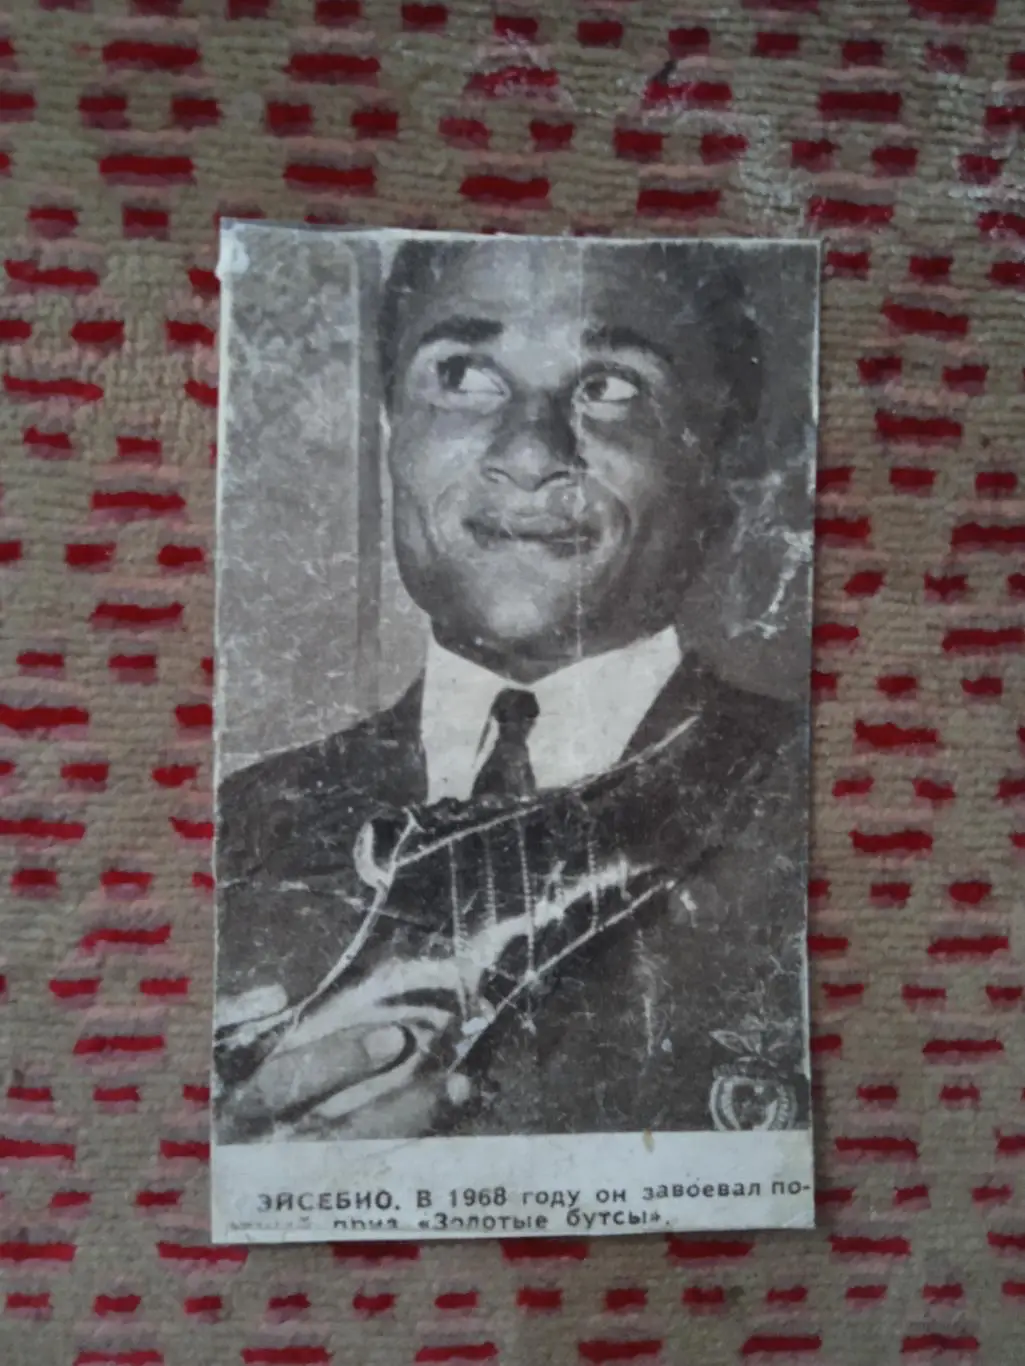 ЭЙСЕБИО. В 1968 году он завоевал по-
приз «Золотые бутсы».